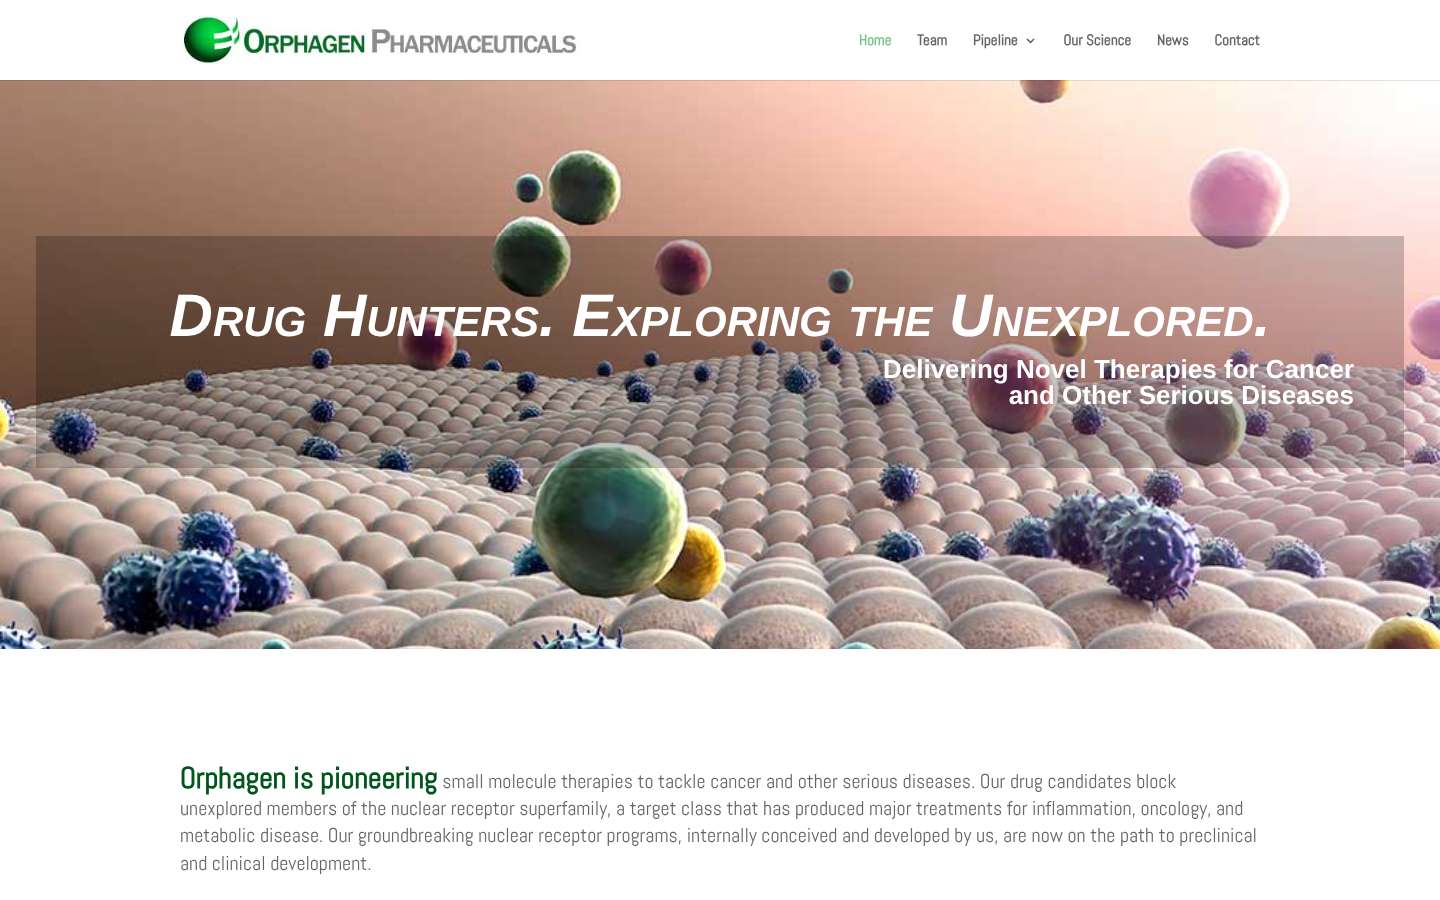 Orphagen Pharmaceuticals
Home Team Pipeline Our Science News Contact
Drug Hunters. Exploring the Unexplored.
Delivering Novel Therapies for Cancer
and Other Serious Diseases
Orphagen is pioneering small molecule therapies to tackle cancer and other serious diseases. Our drug candidates block
unexplored members of the nuclear receptor superfamily, a target class that has produced major treatments for inflammation, oncology, and
metabolic disease. Our groundbreaking nuclear receptor programs, internally conceived and developed by us, are now on the path to preclinical
and clinical development.